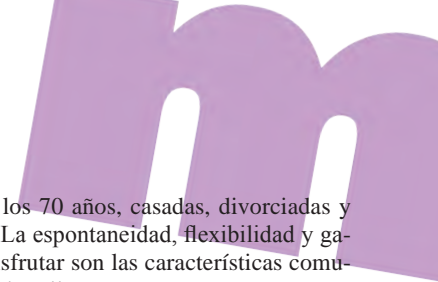 m
los 70 años, casadas, divorciadas y
La espontaneidad, flexibilidad y ga-
sfrutar son las características comu-